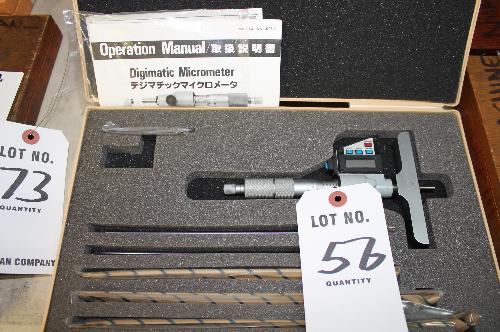 Operation Manual/取扱説明書
Digimatic Micrometer
デジマチックマイクロメータ
LOT NO.
73
QUANTITY
AN COMPANY
LOT NO.
56
QUANTITY